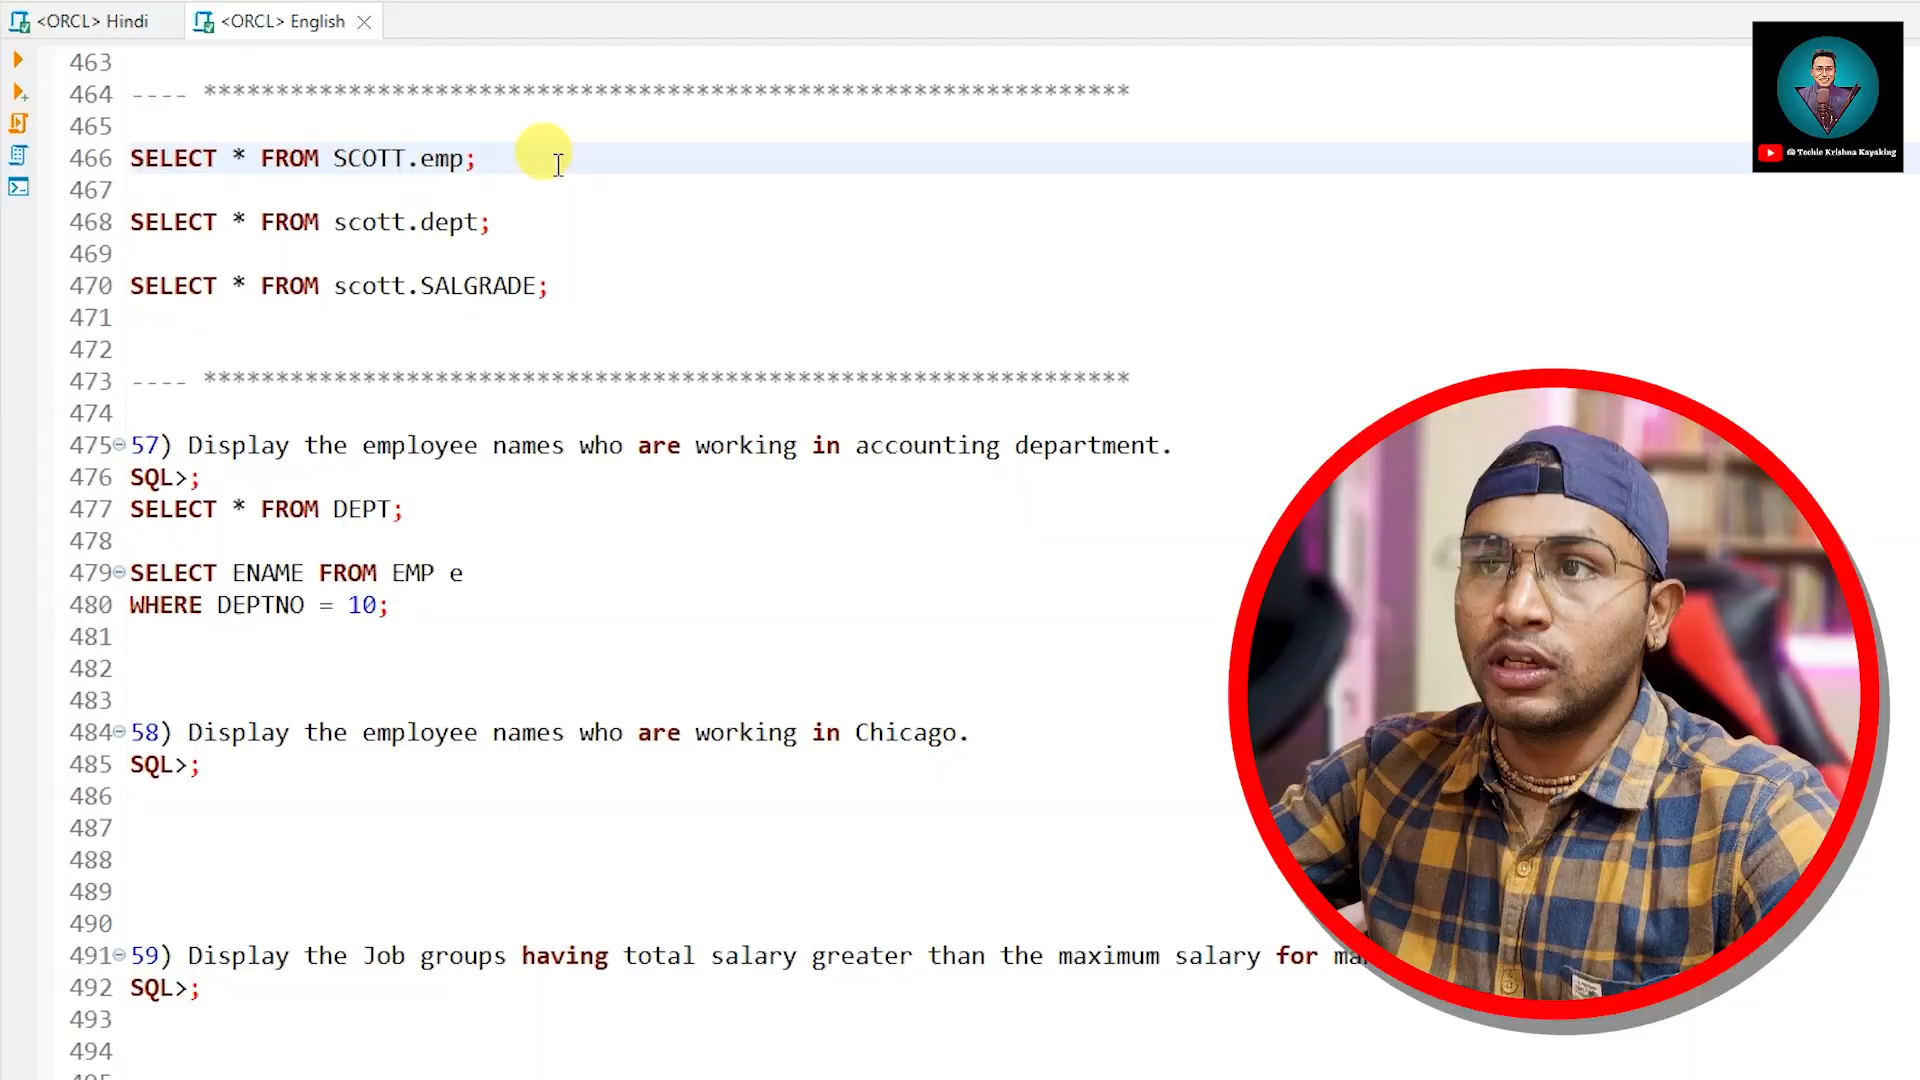 <ORCL> Hindi
<ORCL> English
Techie Krishna Kayaking
463
464 ---- ****************************************************************
465
466 SELECT * FROM SCOTT.emp;
467
468 SELECT * FROM scott.dept;
469
470 SELECT * FROM scott.SALGRADE;
471
472
473 ---- ****************************************************************
474
475 57) Display the employee names who are working in accounting department.
476 SQL>;
477 SELECT * FROM DEPT;
478
479 SELECT ENAME FROM EMP e
480 WHERE DEPTNO = 10;
481
482
483
484 58) Display the employee names who are working in Chicago.
485 SQL>;
486
487
488
489
490
491 59) Display the Job groups having total salary greater than the maximum salary for
492 SQL>;
493
494